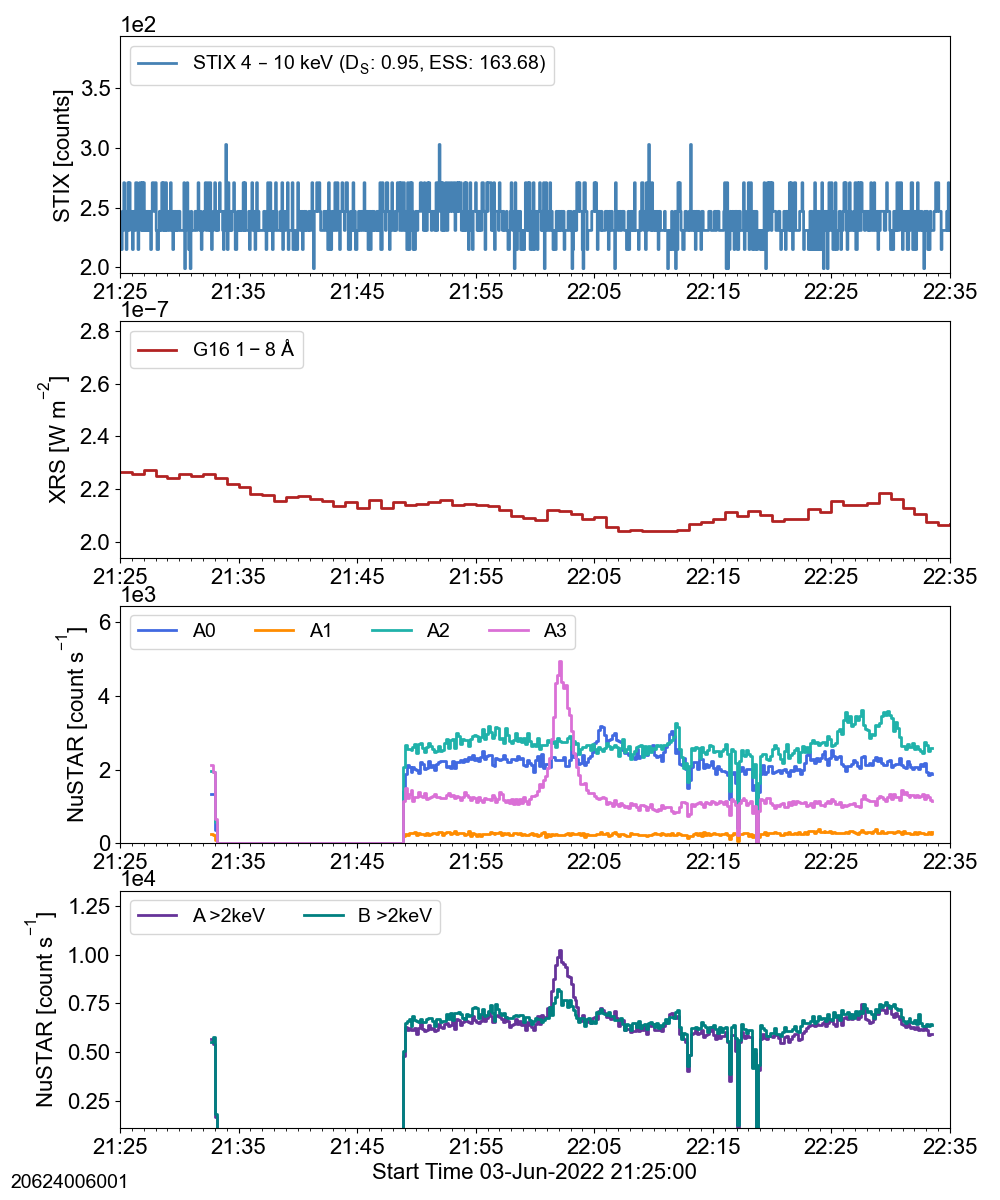 1e2
STIX 4 – 10 keV (D_S: 0.95, ESS: 163.68)
STIX [counts]
3.5
3.0
2.5
2.0
21:25 21:35 21:45 21:55 22:05 22:15 22:25 22:35
1e−7
G16 1 – 8 Å
XRS [W m⁻²]
2.8
2.6
2.4
2.2
2.0
21:25 21:35 21:45 21:55 22:05 22:15 22:25 22:35
1e3
A0 A1 A2 A3
NuSTAR [count s⁻¹]
6
4
2
0
21:25 21:35 21:45 21:55 22:05 22:15 22:25 22:35
1e4
A >2keV B >2keV
NuSTAR [count s⁻¹]
1.25
1.00
0.75
0.50
0.25
21:25 21:35 21:45 21:55 22:05 22:15 22:25 22:35
Start Time 03-Jun-2022 21:25:00
20624006001